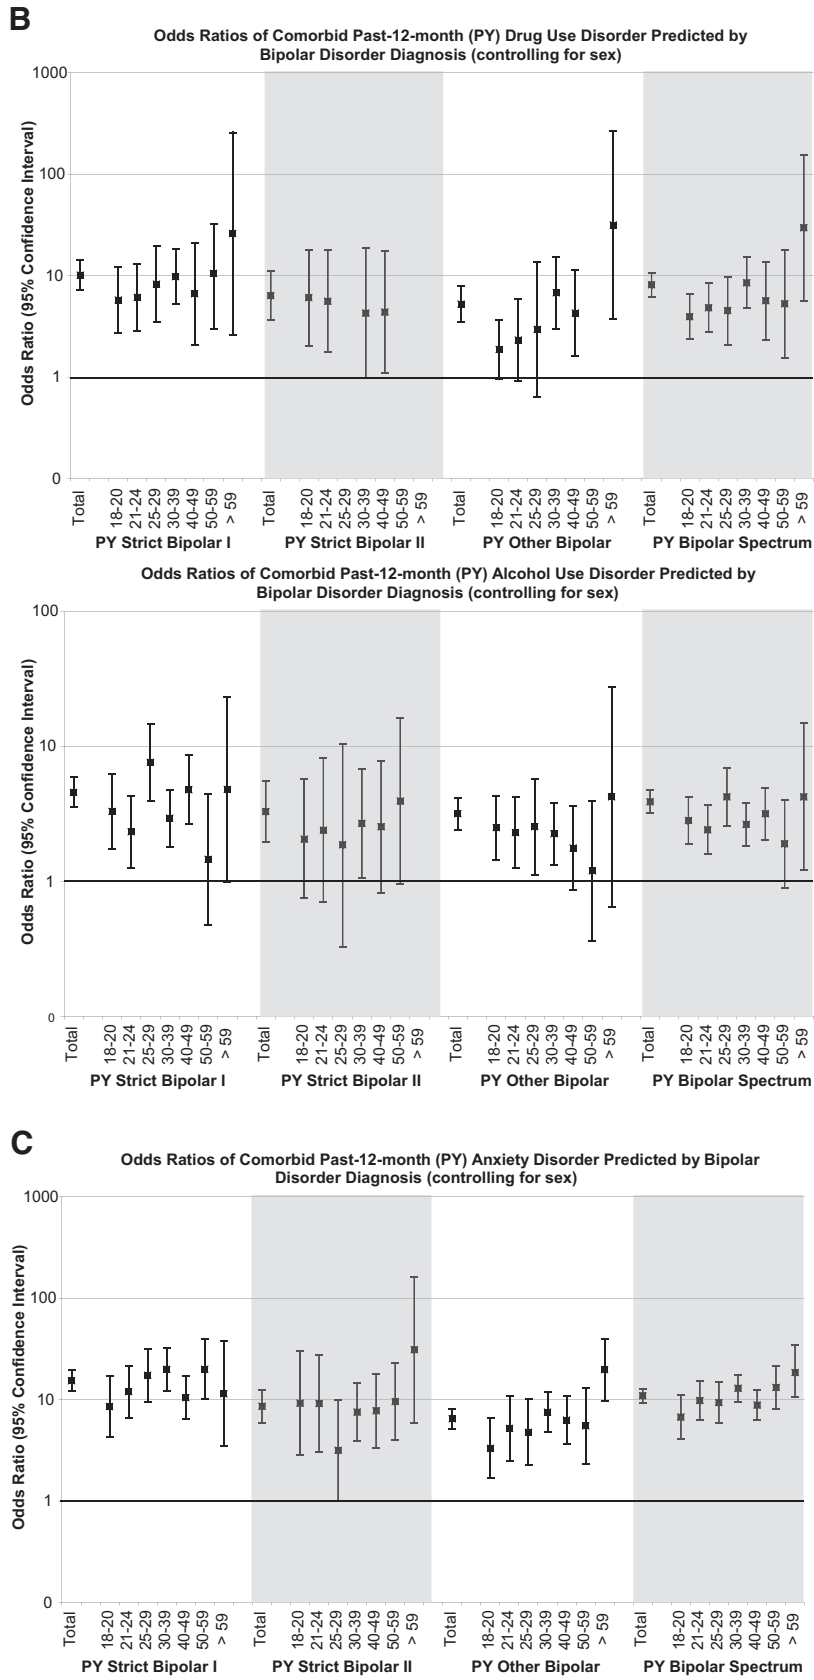 B
Odds Ratios of Comorbid Past-12-month (PY) Drug Use Disorder Predicted by
Bipolar Disorder Diagnosis (controlling for sex)
Odds Ratio (95% Confidence Interval)
1000
100
10
1
0
Total 18-20 21-24 25-29 30-39 40-49 50-59 > 59 Total 18-20 21-24 25-29 30-39 40-49 50-59 > 59 Total 18-20 21-24 25-29 30-39 40-49 50-59 > 59 Total 18-20 21-24 25-29 30-39 40-49 50-59 > 59
PY Strict Bipolar I PY Strict Bipolar II PY Other Bipolar PY Bipolar Spectrum
Odds Ratios of Comorbid Past-12-month (PY) Alcohol Use Disorder Predicted by
Bipolar Disorder Diagnosis (controlling for sex)
Odds Ratio (95% Confidence Interval)
100
10
1
0
Total 18-20 21-24 25-29 30-39 40-49 50-59 > 59 Total 18-20 21-24 25-29 30-39 40-49 50-59 > 59 Total 18-20 21-24 25-29 30-39 40-49 50-59 > 59 Total 18-20 21-24 25-29 30-39 40-49 50-59 > 59
PY Strict Bipolar I PY Strict Bipolar II PY Other Bipolar PY Bipolar Spectrum
C
Odds Ratios of Comorbid Past-12-month (PY) Anxiety Disorder Predicted by Bipolar
Disorder Diagnosis (controlling for sex)
Odds Ratio (95% Confidence Interval)
1000
100
10
1
0
Total 18-20 21-24 25-29 30-39 40-49 50-59 > 59 Total 18-20 21-24 25-29 30-39 40-49 50-59 > 59 Total 18-20 21-24 25-29 30-39 40-49 50-59 > 59 Total 18-20 21-24 25-29 30-39 40-49 50-59 > 59
PY Strict Bipolar I PY Strict Bipolar II PY Other Bipolar PY Bipolar Spectrum